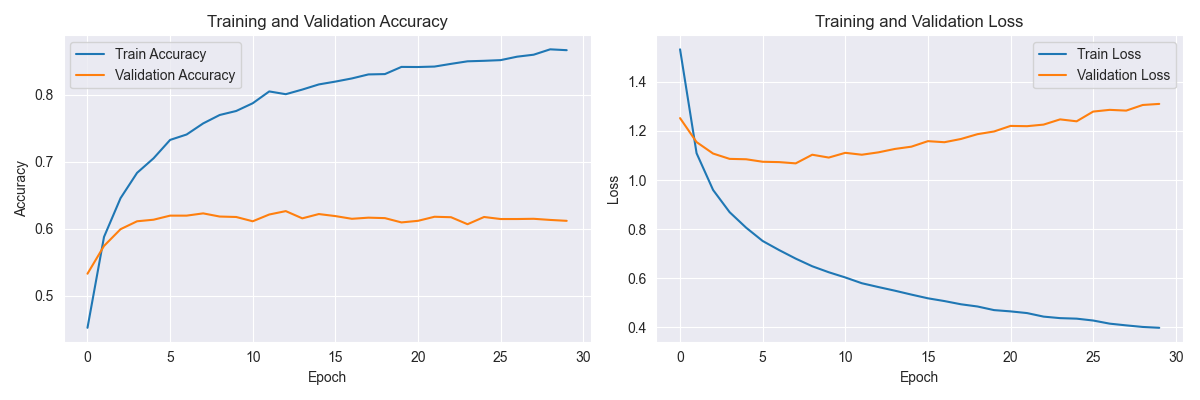 Training and Validation Accuracy
Train Accuracy
Validation Accuracy
Accuracy
0.8
0.7
0.6
0.5
0
5
10
15
20
25
30
Epoch
Training and Validation Loss
Train Loss
Validation Loss
Loss
1.4
1.2
1.0
0.8
0.6
0.4
0
5
10
15
20
25
30
Epoch